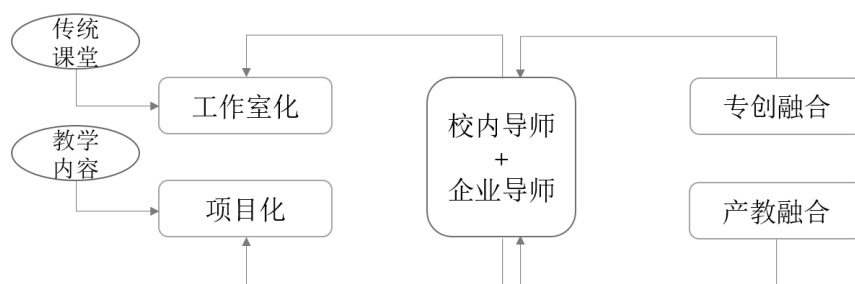 传统
课堂
工作室化
教学
内容
项目化
校内导师
+
企业导师
专创融合
产教融合